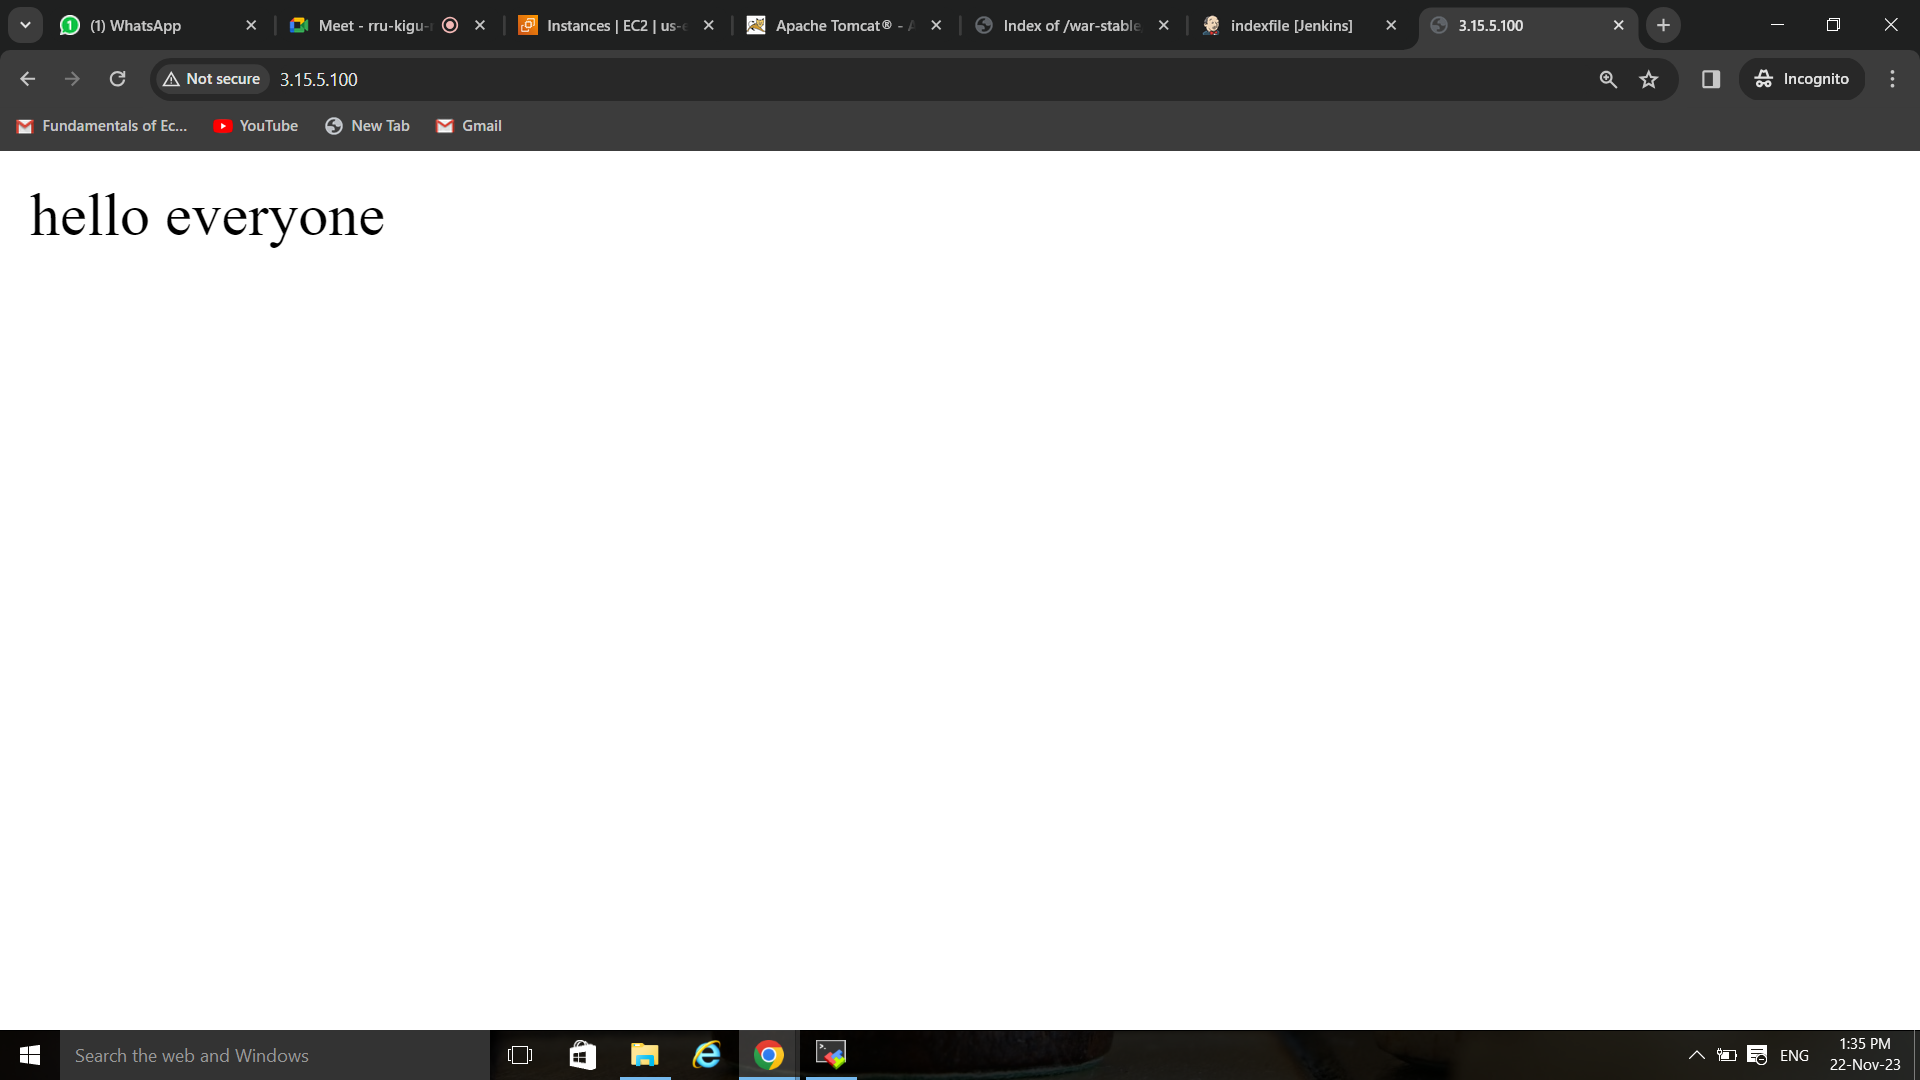 (1) WhatsApp
Meet - rru-kigu-
Instances | EC2 | us-e
Apache Tomcat® - A
Index of /war-stable
indexfile [Jenkins]
3.15.5.100
Not secure
3.15.5.100
Incognito
Fundamentals of Ec...
YouTube
New Tab
Gmail
hello everyone
Search the web and Windows
ENG
1:35 PM
22-Nov-23